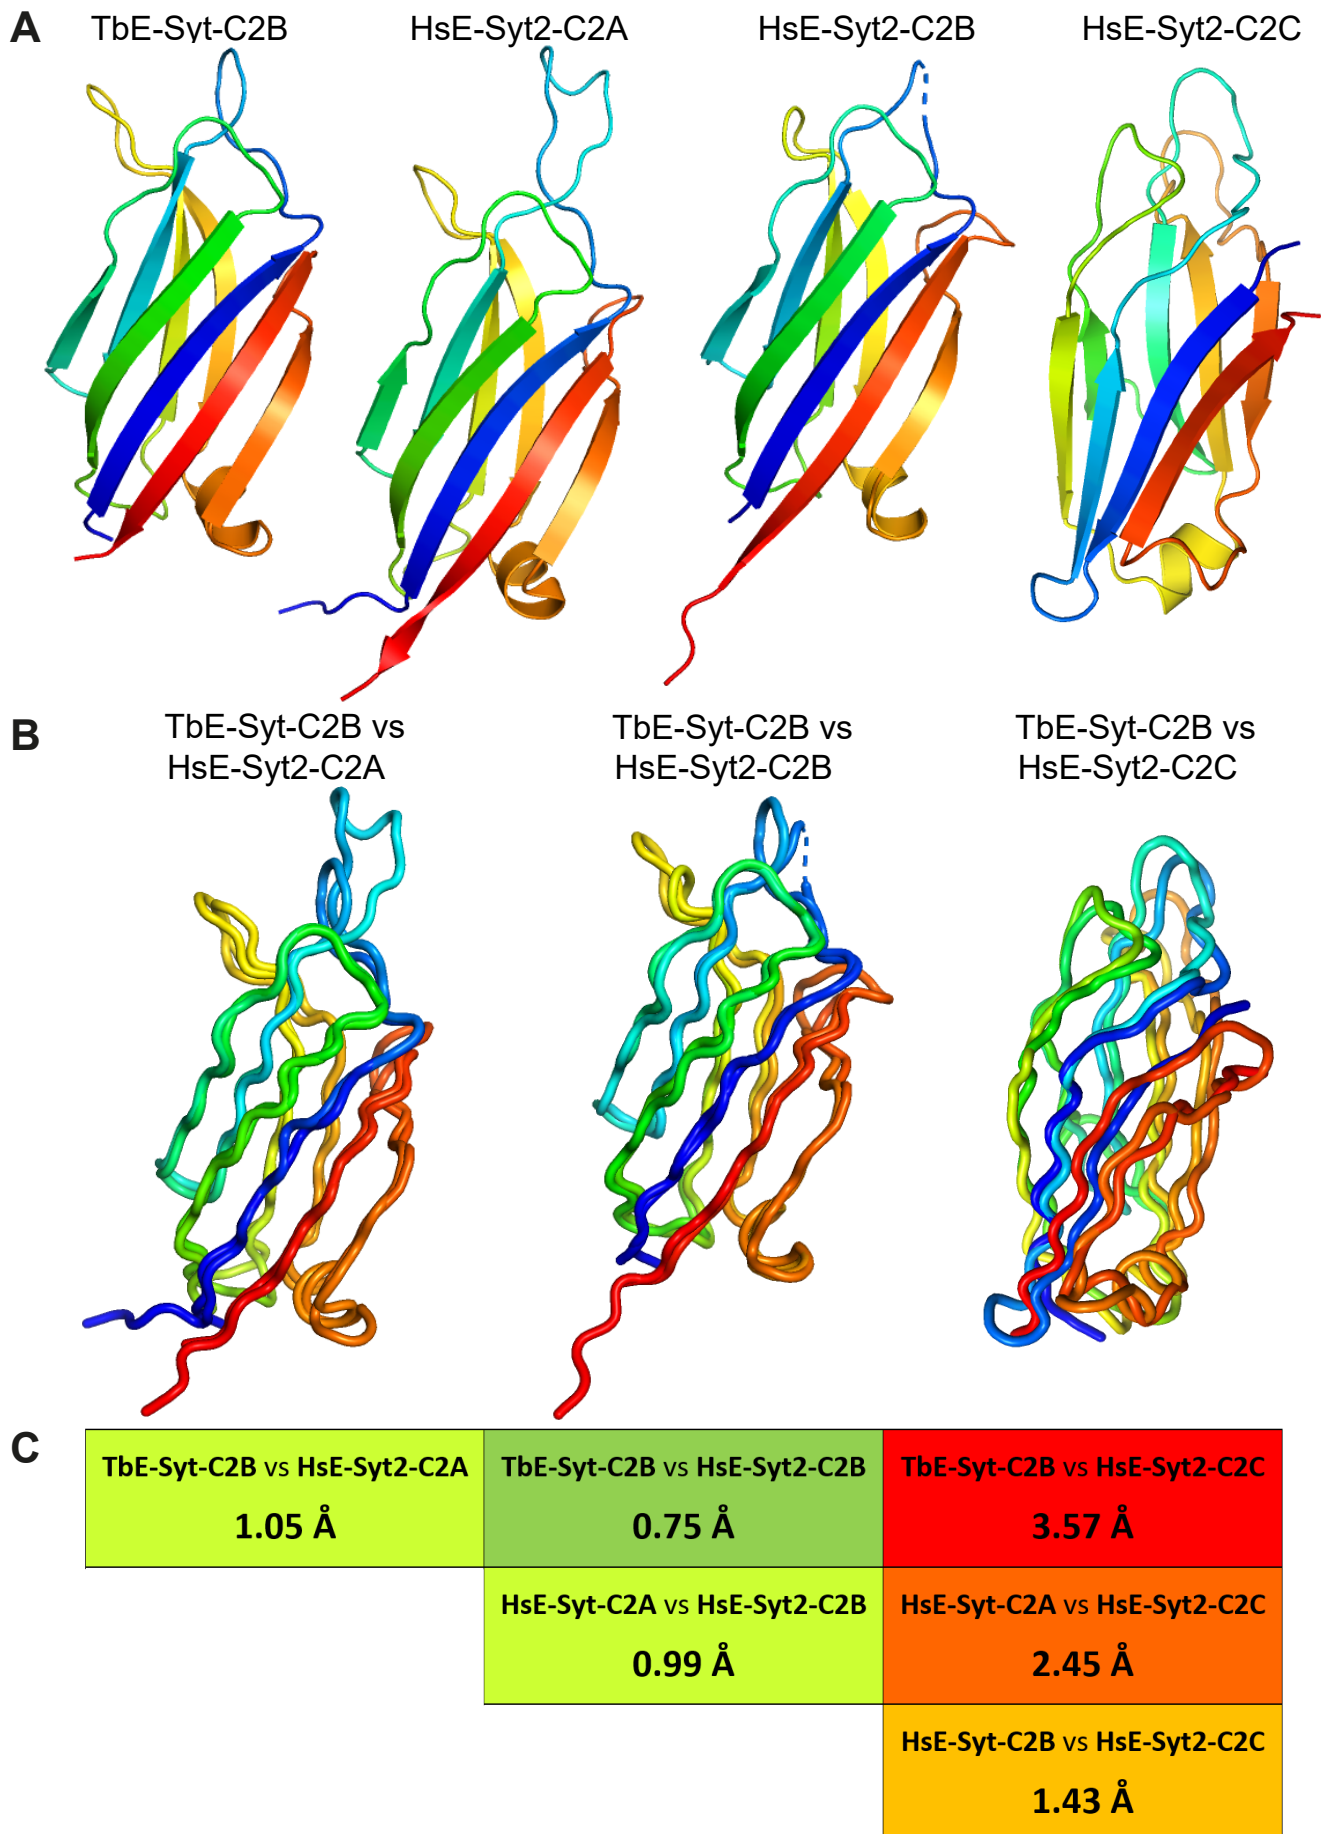 A
TbE-Syt-C2B
HsE-Syt2-C2A
HsE-Syt2-C2B
HsE-Syt2-C2C
B
TbE-Syt-C2B vs
HsE-Syt2-C2A
TbE-Syt-C2B vs
HsE-Syt2-C2B
TbE-Syt-C2B vs
HsE-Syt2-C2C
C
TbE-Syt-C2B vs HsE-Syt2-C2A
1.05 Å
TbE-Syt-C2B vs HsE-Syt2-C2B
0.75 Å
TbE-Syt-C2B vs HsE-Syt2-C2C
3.57 Å
HsE-Syt-C2A vs HsE-Syt2-C2B
0.99 Å
HsE-Syt-C2A vs HsE-Syt2-C2C
2.45 Å
HsE-Syt-C2B vs HsE-Syt2-C2C
1.43 Å